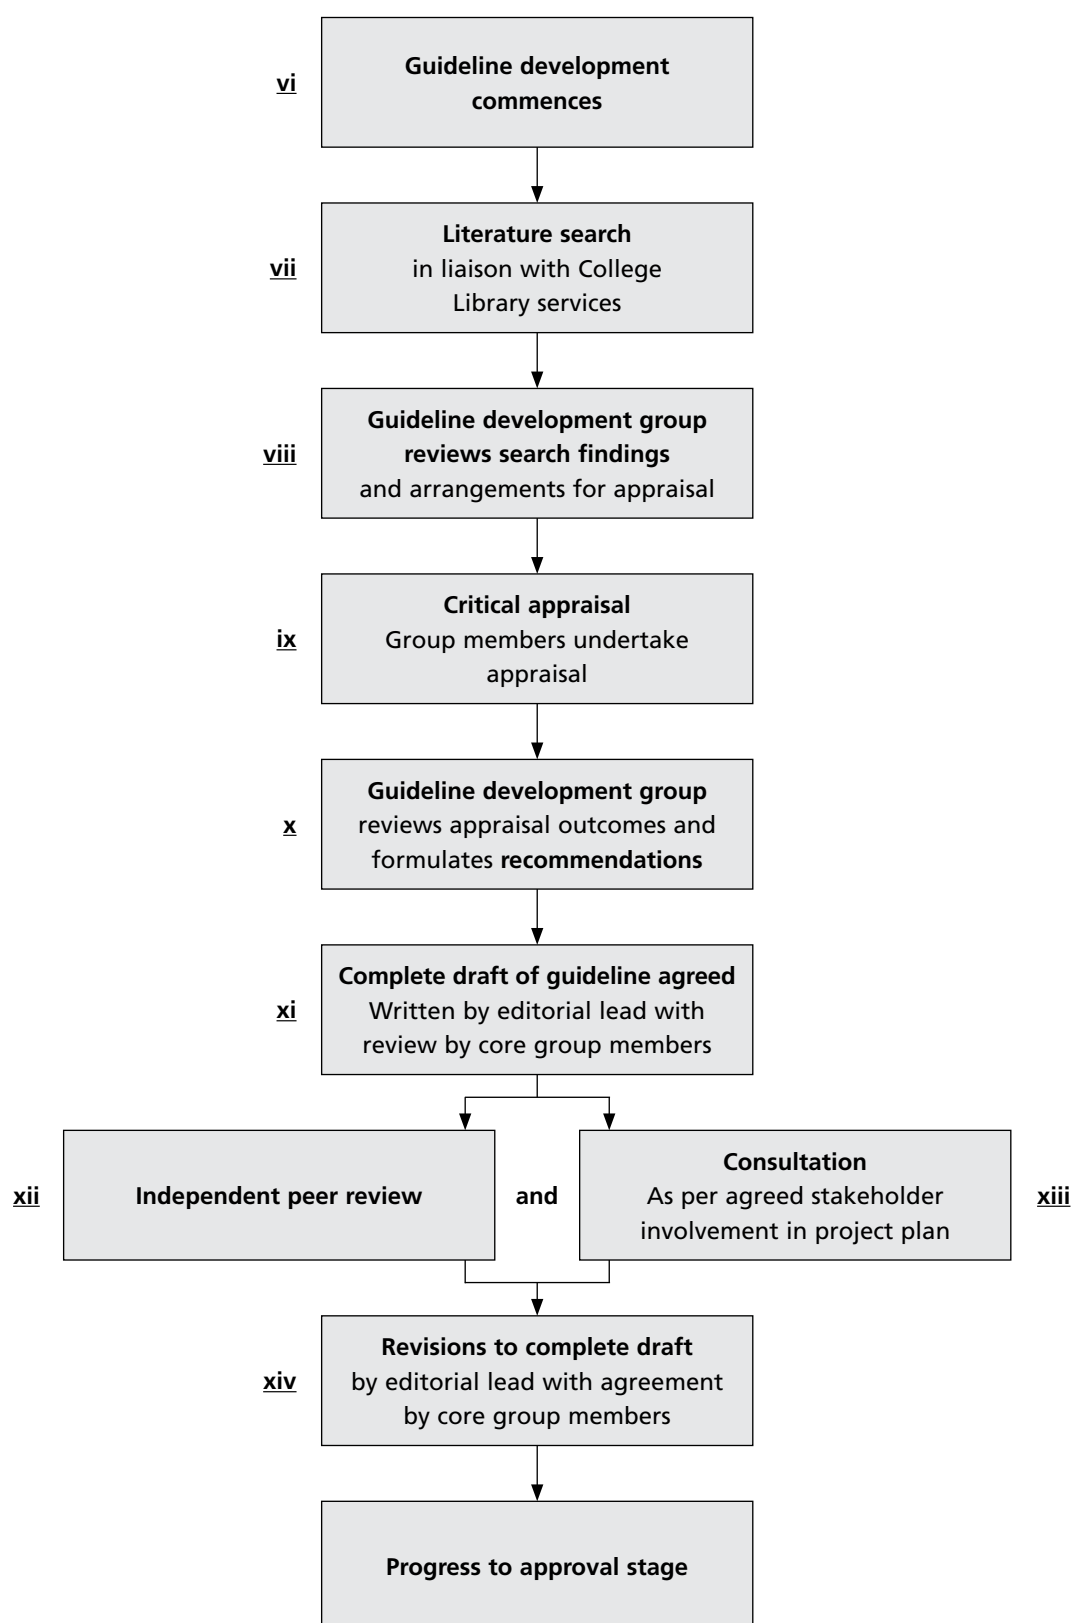 vi
Guideline development
commences
vii
Literature search
in liaison with College
Library services
viii
Guideline development group
reviews search findings
and arrangements for appraisal
ix
Critical appraisal
Group members undertake
appraisal
x
Guideline development group
reviews appraisal outcomes and
formulates recommendations
xi
Complete draft of guideline agreed
Written by editorial lead with
review by core group members
xii
Independent peer review
and
Consultation
As per agreed stakeholder
involvement in project plan
xiii
xiv
Revisions to complete draft
by editorial lead with agreement
by core group members
Progress to approval stage